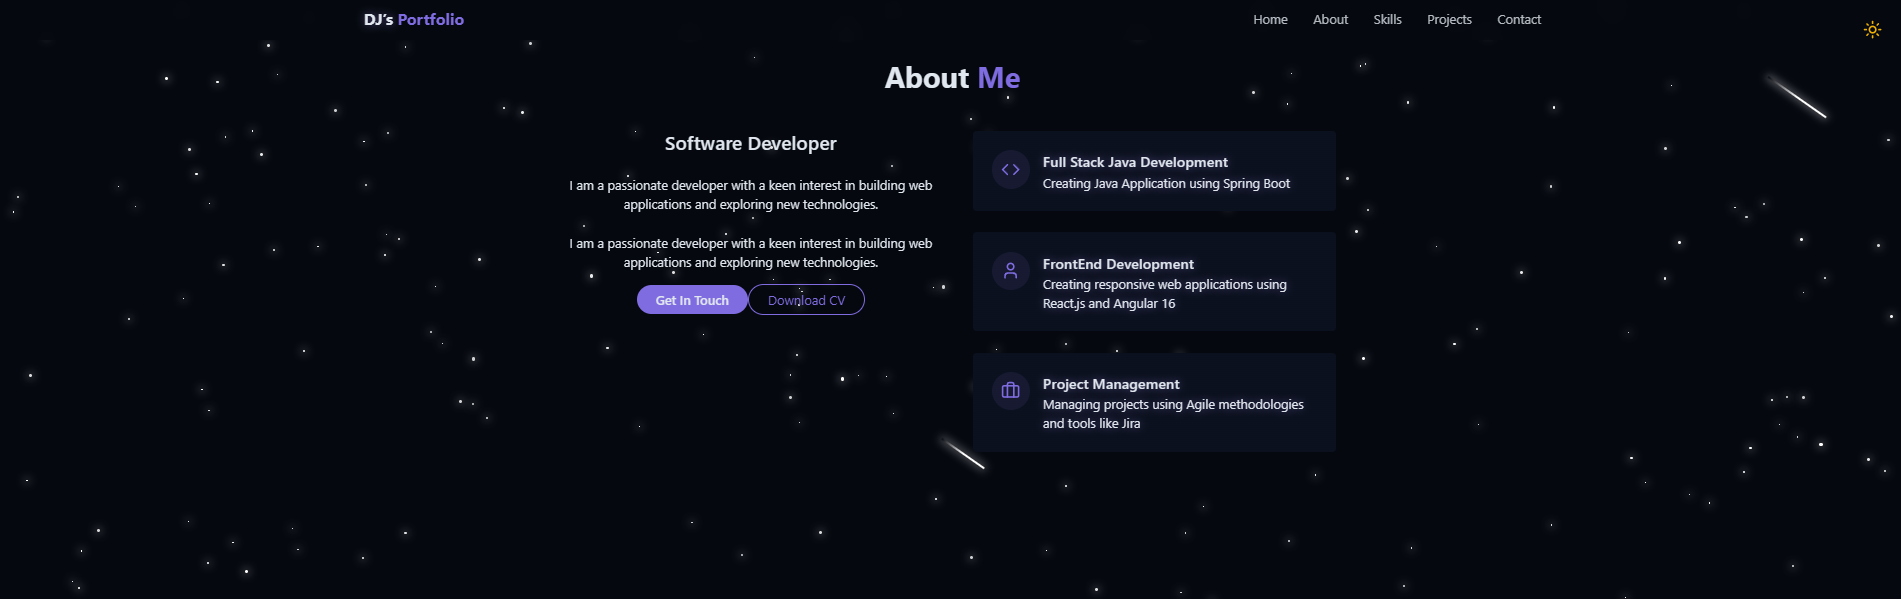 DJ's Portfolio
Home About Skills Projects Contact
About Me
Software Developer
I am a passionate developer with a keen interest in building web
applications and exploring new technologies.
I am a passionate developer with a keen interest in building web
applications and exploring new technologies.
Get In Touch
Download CV
Full Stack Java Development
Creating Java Application using Spring Boot
FrontEnd Development
Creating responsive web applications using
React.js and Angular 16
Project Management
Managing projects using Agile methodologies
and tools like Jira